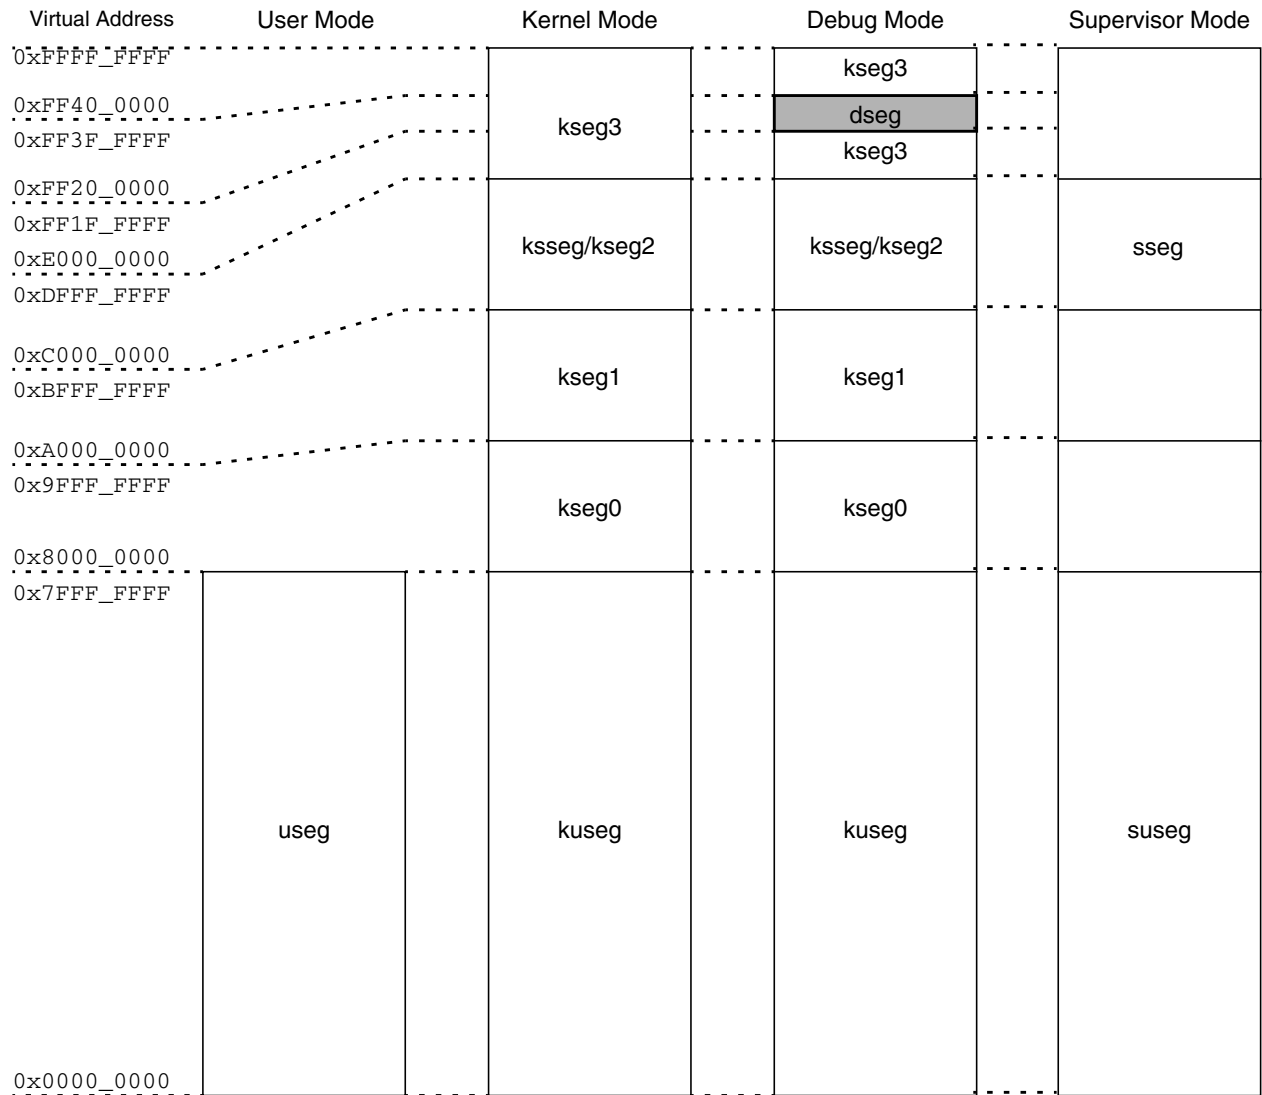 Virtual Address User Mode Kernel Mode Debug Mode Supervisor Mode
0xFFFF_FFFF
kseg3
0xFF40_0000
dseg
kseg3
0xFF3F_FFFF
kseg3
0xFF20_0000
0xFF1F_FFFF
ksseg/kseg2 ksseg/kseg2 sseg
0xE000_0000
0xDFFF_FFFF
0xC000_0000
kseg1 kseg1
0xBFFF_FFFF
0xA000_0000
0x9FFF_FFFF
kseg0 kseg0
0x8000_0000
0x7FFF_FFFF
useg kuseg kuseg suseg
0x0000_0000